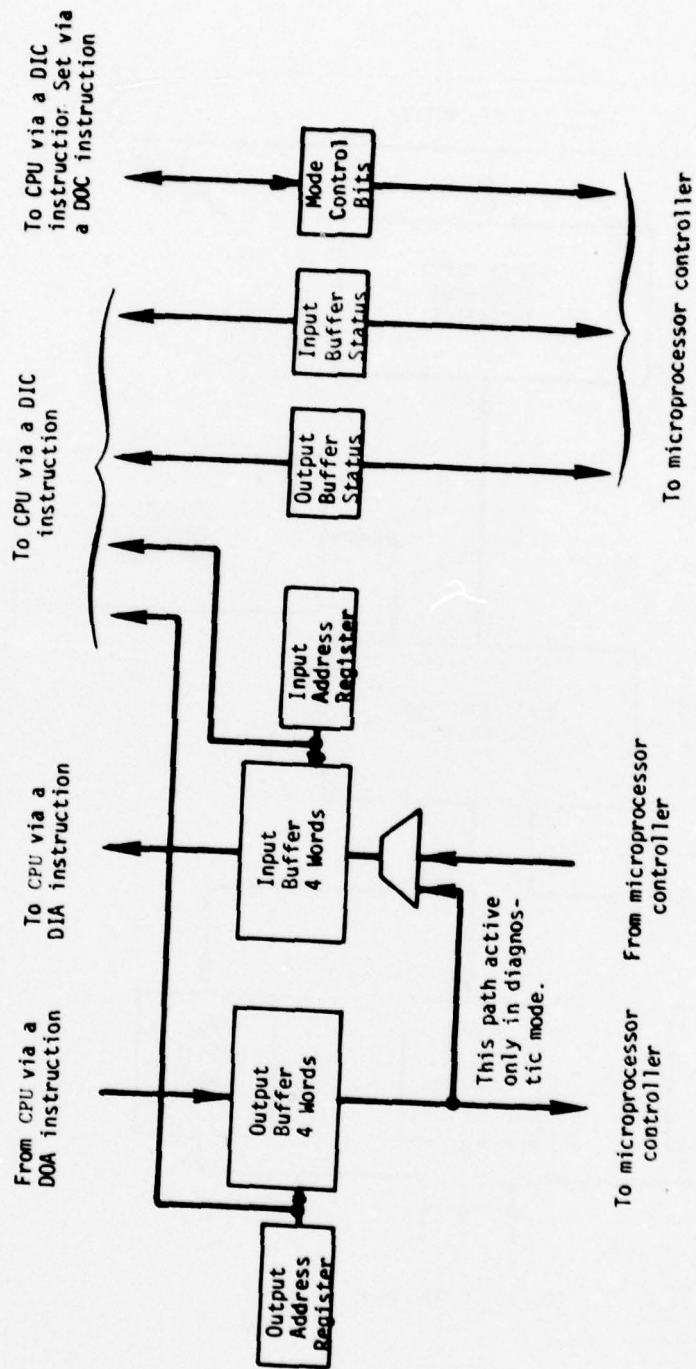 From CPU via a
DOA instruction
To CPU via a
DIA instruction
To CPU via a DIC
instruction
To CPU via a DIC
instruction Set via
a DOC instruction
Output
Address
Register
Output
Buffer
4 Words
Input
Buffer
4 Words
Input
Address
Register
Output
Buffer
Status
Input
Buffer
Status
Mode
Control
Bits
This path active
only in diagnos-
tic mode.
To microprocessor
controller
From microprocessor
controller
To microprocessor controller